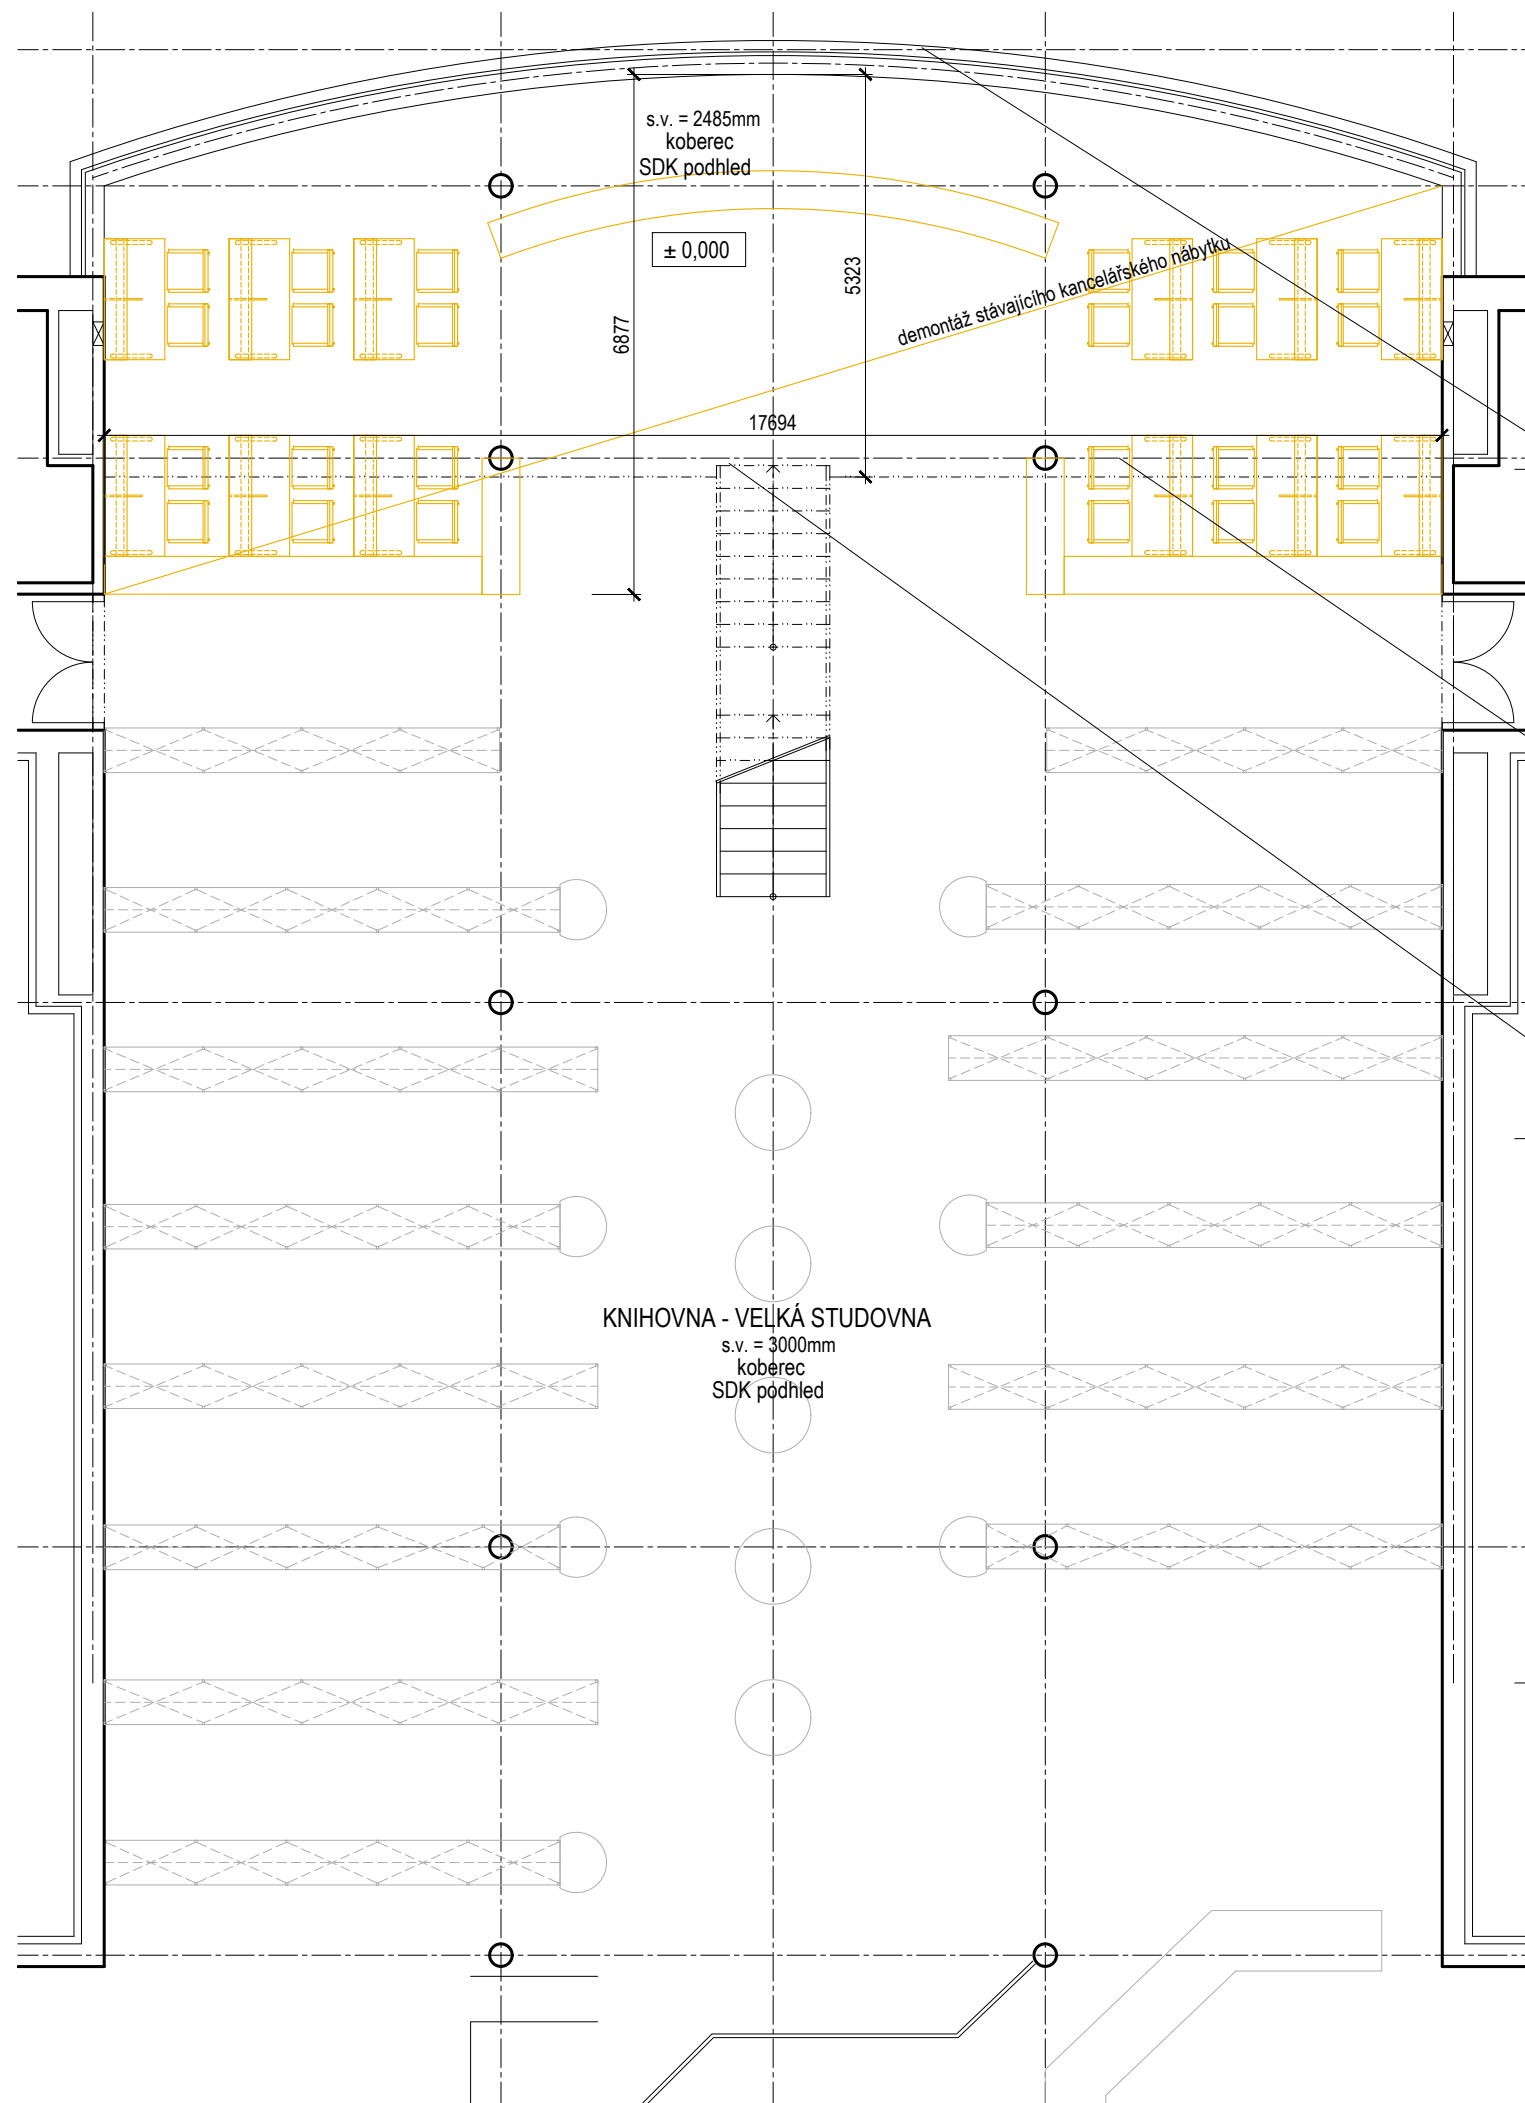 s.v. = 2485mm
koberec
SDK podhled
± 0,000
5323
6877
demontáž stávajícího kancelářského nábytku
17694
KNIHOVNA - VELKÁ STUDOVNA
s.v. = 3000mm
koberec
SDK podhled